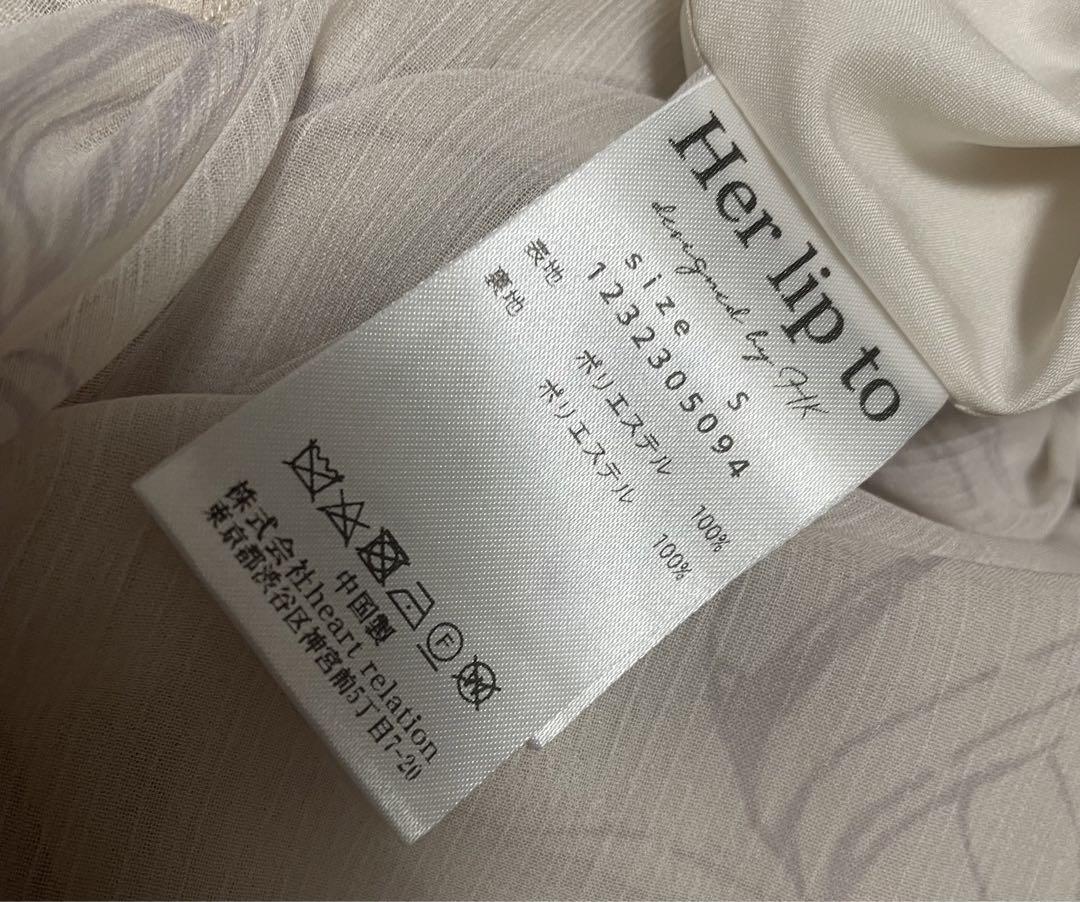 Her lip to
designed by HK
size S
1232305094
表地 ポリエステル 100%
裏地 ポリエステル 100%
F
W
中国製
株式会社heart relation
東京都渋谷区神宮前5丁目7-20